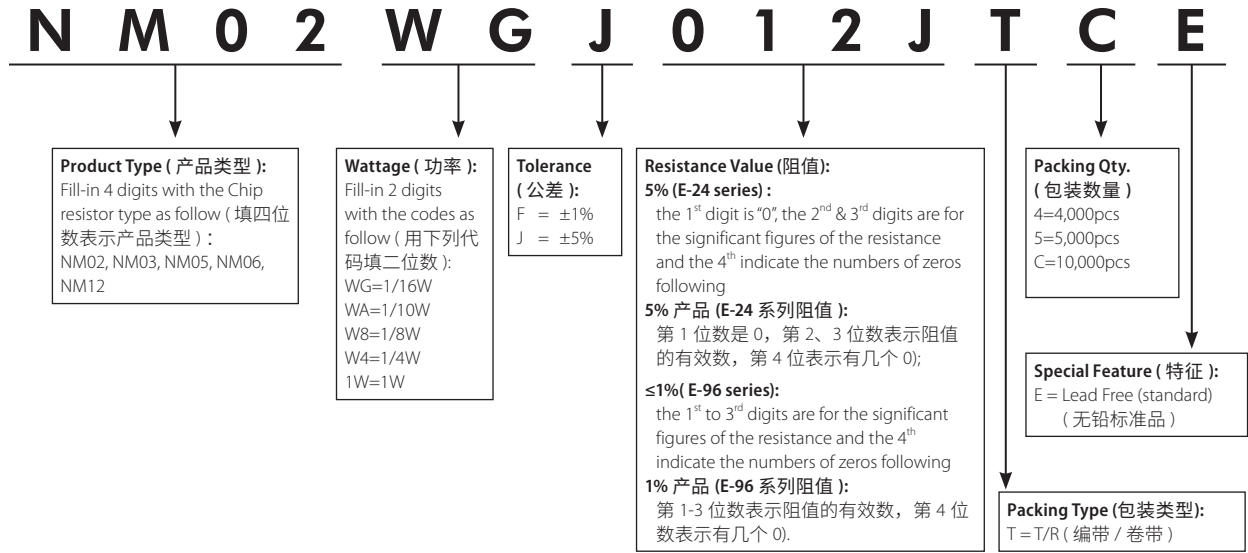 N M 0 2 W G J 0 1 2 J T C E
Product Type ( 产品类型 ):
Fill-in 4 digits with the Chip
resistor type as follow ( 填四位
数表示产品类型 ) :
NM02, NM03, NM05, NM06,
NM12
Wattage ( 功率 ):
Fill-in 2 digits
with the codes as
follow ( 用下列代
码填二位数 ):
WG=1/16W
WA=1/10W
W8=1/8W
W4=1/4W
1W=1W
Tolerance
( 公差 ):
F = ±1%
J = ±5%
Resistance Value (阻值):
5% (E-24 series) :
the 1st digit is "0", the 2nd & 3rd digits are for
the significant figures of the resistance
and the 4th indicate the numbers of zeros
following
5% 产品 (E-24 系列阻值 ):
第 1 位数是 0，第 2、3 位数表示阻值
的有效数，第 4 位表示有几个 0);
≤1%( E-96 series):
the 1st to 3rd digits are for the significant
figures of the resistance and the 4th
indicate the numbers of zeros following
1% 产品 (E-96 系列阻值 ):
第 1-3 位数表示阻值的有效数，第 4 位
数表示有几个 0).
Packing Qty.
( 包装数量 )
4=4,000pcs
5=5,000pcs
C=10,000pcs
Special Feature ( 特征 ):
E = Lead Free (standard)
( 无铅标准品 )
Packing Type (包装类型):
T = T/R ( 编带 / 卷带 )